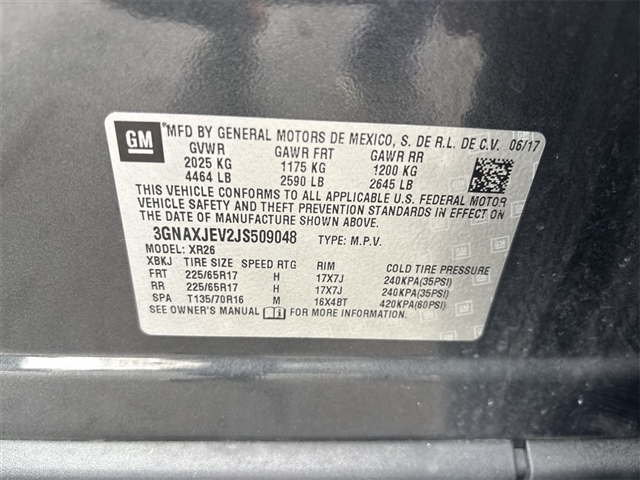 GM
"MFD BY GENERAL MOTORS DE MEXICO, S. DE R.L. DE C.V. 06/17
GVWR GAWR FRT GAWR RR
2025 KG 1175 KG 1200 KG
4464 LB 2590 LB 2645 LB
THIS VEHICLE CONFORMS TO ALL APPLICABLE U.S. FEDERAL MOTOR
VEHICLE SAFETY AND THEFT PREVENTION STANDARDS IN EFFECT ON
THE DATE OF MANUFACTURE SHOWN ABOVE.
3GNAXJEV2JS509048 TYPE: M.P.V.
MODEL: XR26
XBKJ TIRE SIZE SPEED RTG RIM COLD TIRE PRESSURE
FRT 225/65R17 H 17X7J 240KPA(35PSI)
RR 225/65R17 H 17X7J 240KPA(35PSI)
SPA T135/70R16 M 16X4BT 420KPA(60PSI)
SEE OWNER'S MANUAL FOR MORE INFORMATION.